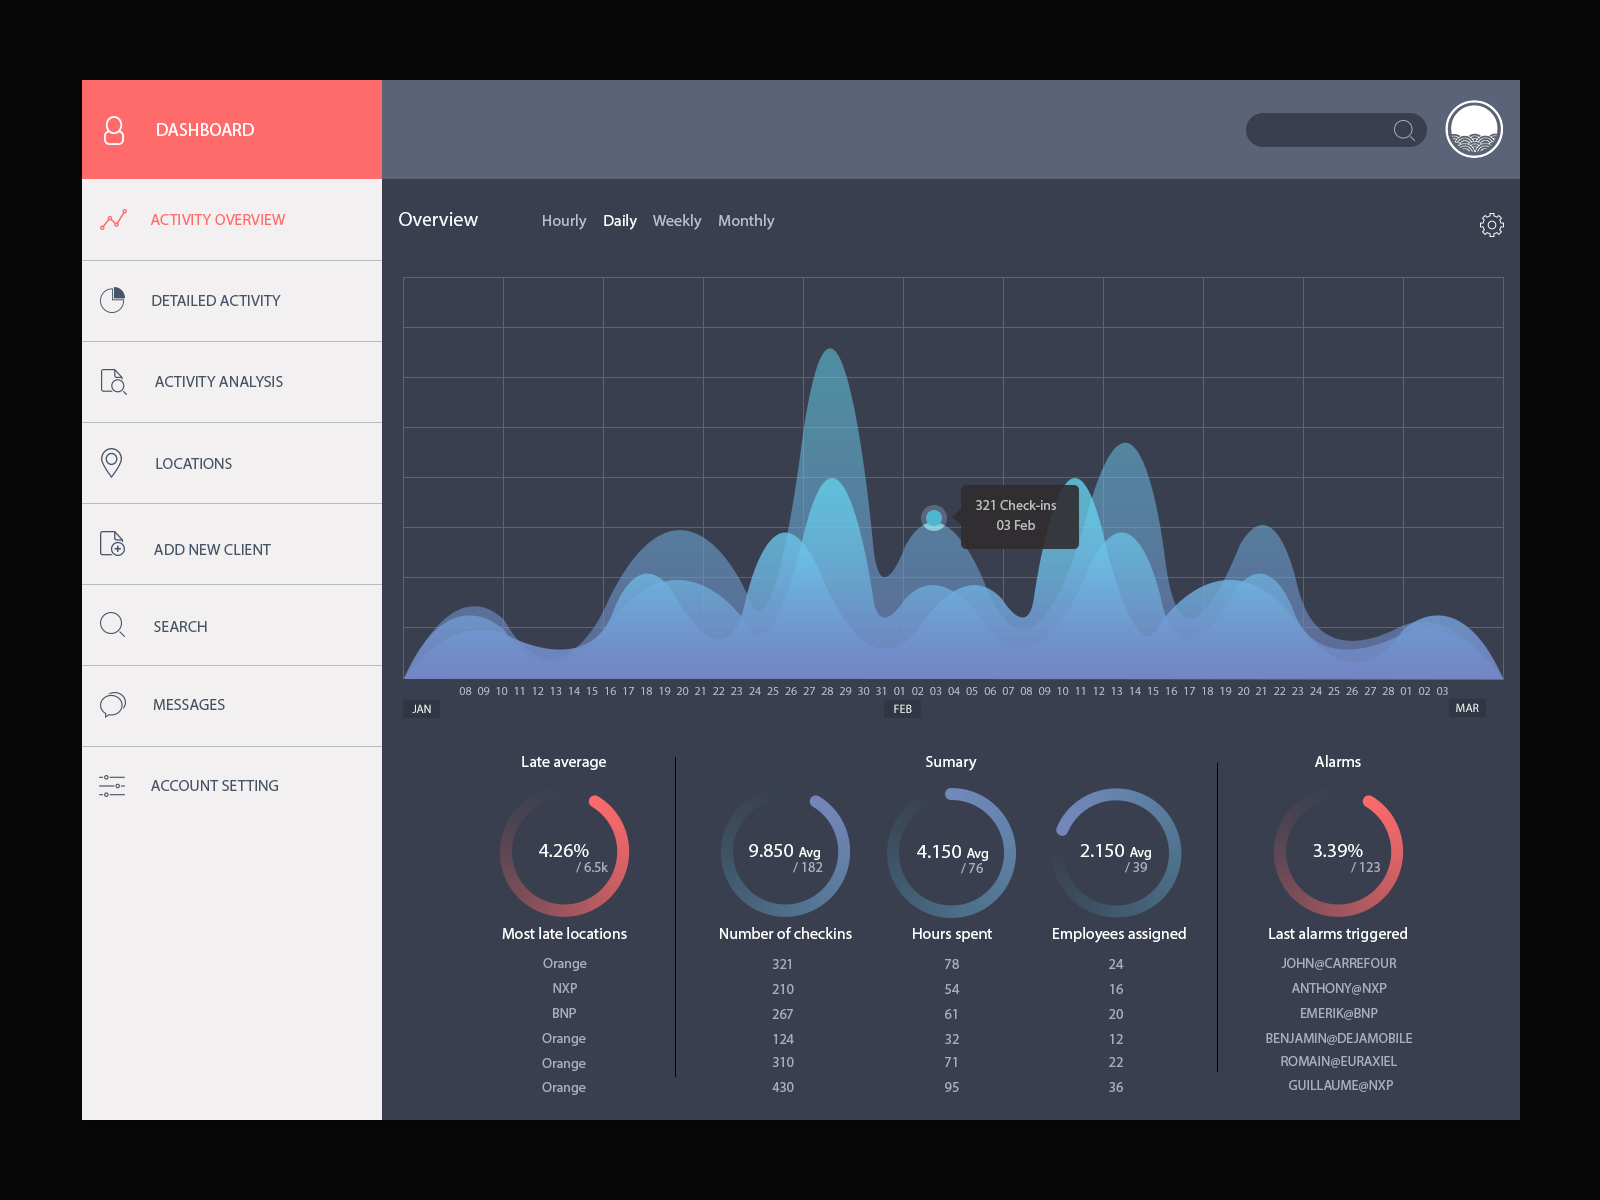 DASHBOARD
ACTIVITY OVERVIEW
DETAILED ACTIVITY
ACTIVITY ANALYSIS
LOCATIONS
ADD NEW CLIENT
SEARCH
MESSAGES
ACCOUNT SETTING
Overview Hourly Daily Weekly Monthly
321 Check-ins
03 Feb
08 09 10 11 12 13 14 15 16 17 18 19 20 21 22 23 24 25 26 27 28 29 30 31 01 02 03 04 05 06 07 08 09 10 11 12 13 14 15 16 17 18 19 20 21 22 23 24 25 26 27 28 01 02 03
JAN FEB MAR
Late average
4.26%
/ 6.5k
Most late locations
Orange
NXP
BNP
Orange
Orange
Orange
Sumary
9.850 Avg
/ 182
Number of checkins
321
210
267
124
310
430
4.150 Avg
/ 76
Hours spent
78
54
61
32
71
95
2.150 Avg
/ 39
Employees assigned
24
16
20
12
22
36
Alarms
3.39%
/ 123
Last alarms triggered
JOHN@CARREFOUR
ANTHONY@NXP
EMERIK@BNP
BENJAMIN@DEJAMOBILE
ROMAIN@EURAXIEL
GUILLAUME@NXP